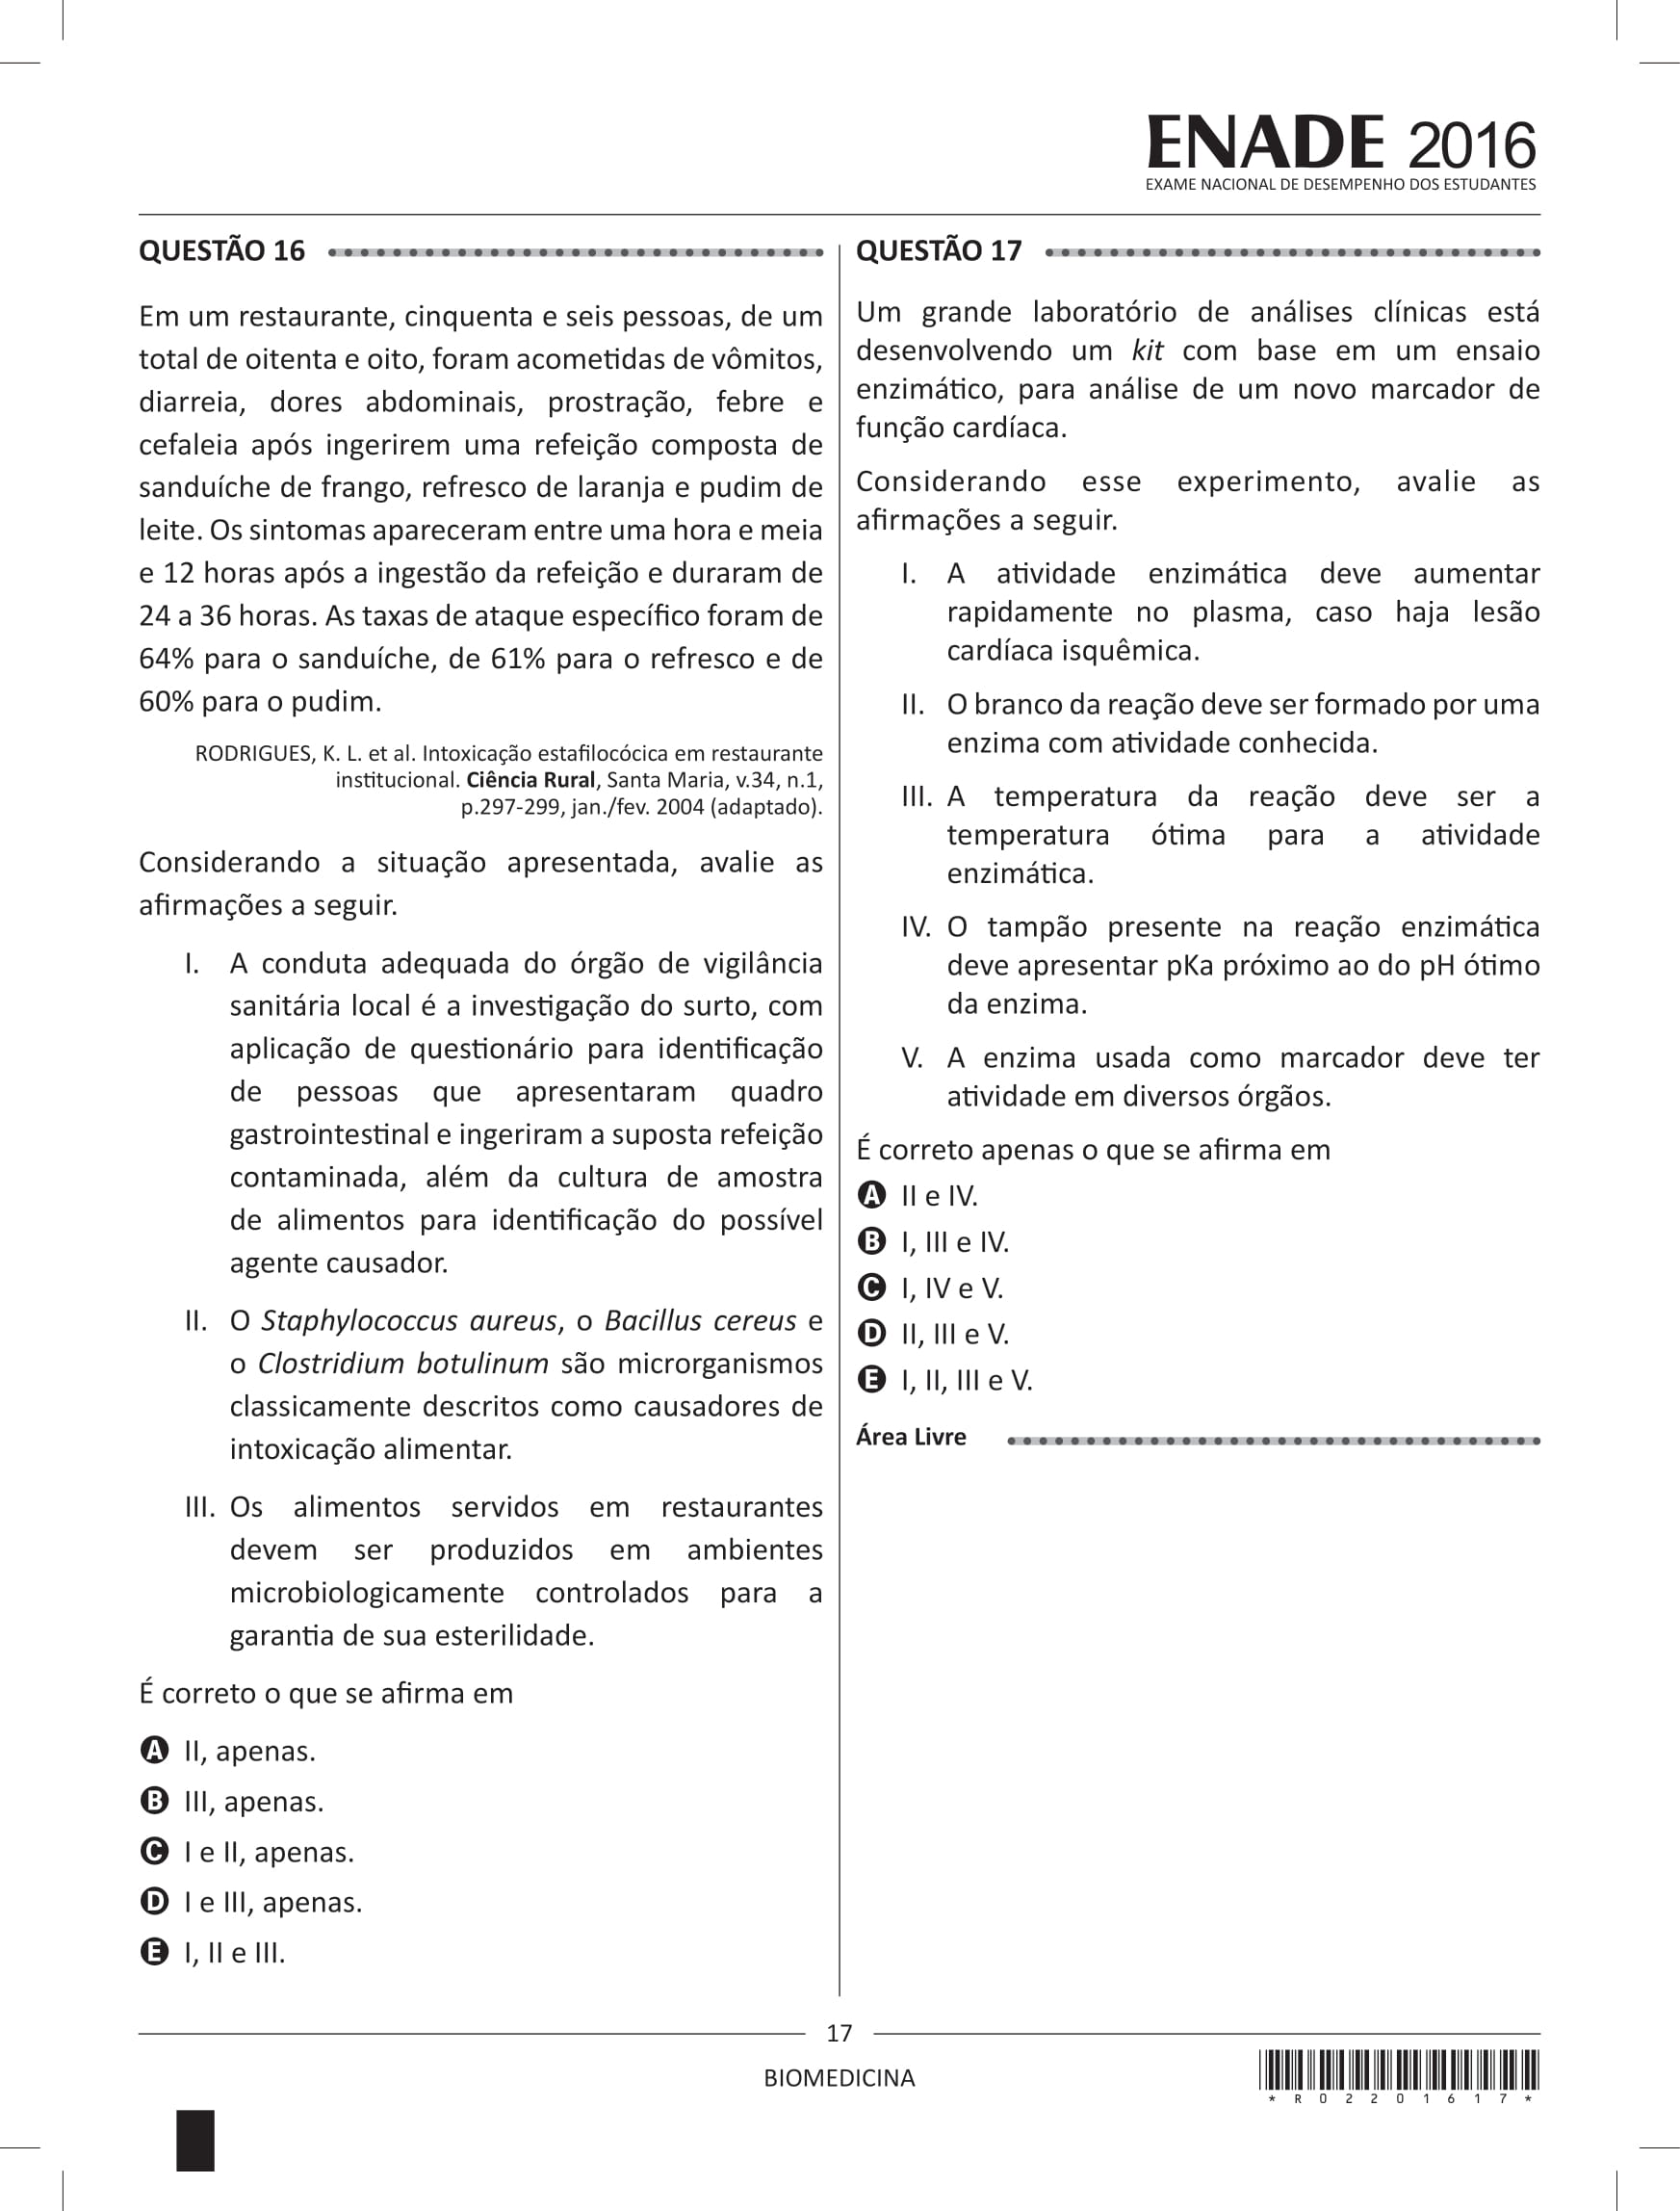 ENADE 2016
EXAME NACIONAL DE DESEMPENHO DOS ESTUDANTES
QUESTÃO 16
Em um restaurante, cinquenta e seis pessoas, de um
total de oitenta e oito, foram acometidas de vômitos,
diarreia, dores abdominais, prostração, febre e
cefaleia após ingerirem uma refeição composta de
sanduíche de frango, refresco de laranja e pudim de
leite. Os sintomas apareceram entre uma hora e meia
e 12 horas após a ingestão da refeição e duraram de
24 a 36 horas. As taxas de ataque específico foram de
64% para o sanduíche, de 61% para o refresco e de
60% para o pudim.
RODRIGUES, K. L. et al. Intoxicação estafilocócica em restaurante
institucional. Ciência Rural, Santa Maria, v.34, n.1,
p.297-299, jan./fev. 2004 (adaptado).
Considerando a situação apresentada, avalie as
afirmações a seguir.
I. A conduta adequada do órgão de vigilância
sanitária local é a investigação do surto, com
aplicação de questionário para identificação
de pessoas que apresentaram quadro
gastrointestinal e ingeriram a suposta refeição
contaminada, além da cultura de amostra
de alimentos para identificação do possível
agente causador.
II. O Staphylococcus aureus, o Bacillus cereus e
o Clostridium botulinum são microrganismos
classicamente descritos como causadores de
intoxicação alimentar.
III. Os alimentos servidos em restaurantes
devem ser produzidos em ambientes
microbiologicamente controlados para a
garantia de sua esterilidade.
É correto o que se afirma em
A II, apenas.
B III, apenas.
C I e II, apenas.
D I e III, apenas.
E I, II e III.
QUESTÃO 17
Um grande laboratório de análises clínicas está
desenvolvendo um kit com base em um ensaio
enzimático, para análise de um novo marcador de
função cardíaca.
Considerando esse experimento, avalie as
afirmações a seguir.
I. A atividade enzimática deve aumentar
rapidamente no plasma, caso haja lesão
cardíaca isquêmica.
II. O branco da reação deve ser formado por uma
enzima com atividade conhecida.
III. A temperatura da reação deve ser a
temperatura ótima para a atividade
enzimática.
IV. O tampão presente na reação enzimática
deve apresentar pKa próximo ao do pH ótimo
da enzima.
V. A enzima usada como marcador deve ter
atividade em diversos órgãos.
É correto apenas o que se afirma em
A II e IV.
B I, III e IV.
C I, IV e V.
D II, III e V.
E I, II, III e V.
Área Livre
17
BIOMEDICINA
*R02201617*